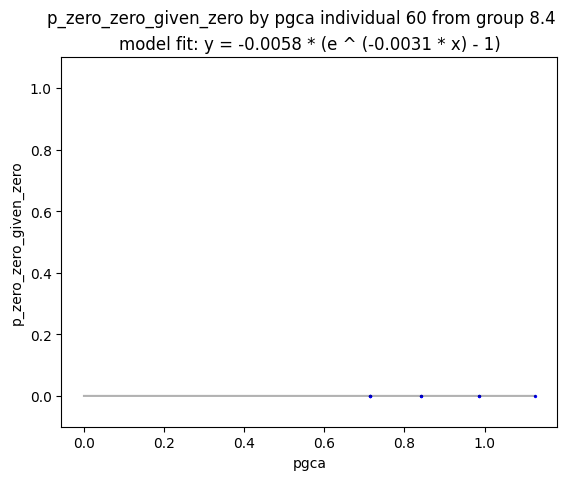 p_zero_zero_given_zero by pgca individual 60 from group 8.4
model fit: y = -0.0058 * (e ^ (-0.0031 * x) - 1)
1.0
0.8
0.6
0.4
0.2
0.0
p_zero_zero_given_zero
0.0 0.2 0.4 0.6 0.8 1.0
pgca